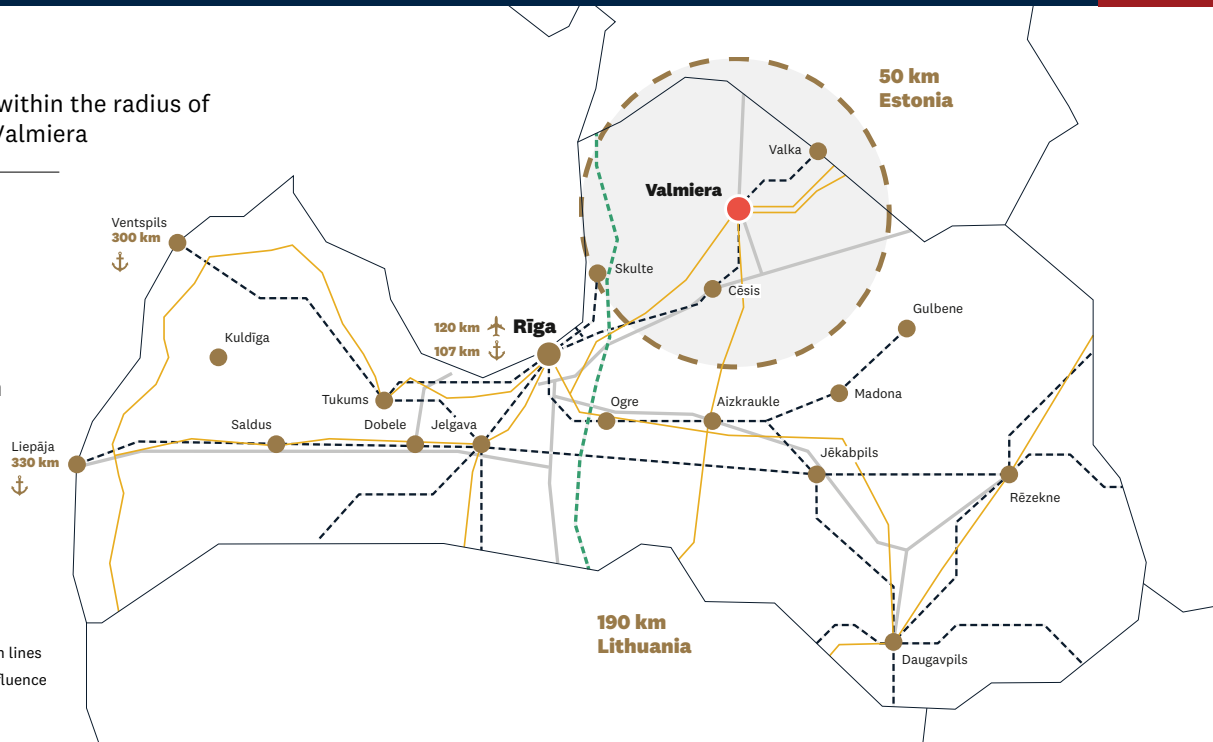 within the radius of
Valmiera
50 km
Estonia
Valka
Valmiera
Ventspils
300 km
Skulte
Cēsis
Gulbene
120 km
Rīga
107 km
Kuldīga
Madona
Tukums
Ogre
Aizkraukle
Saldus
Dobele
Jelgava
Liepāja
330 km
Jēkabpils
Rēzekne
190 km
Lithuania
lines
Daugavpils